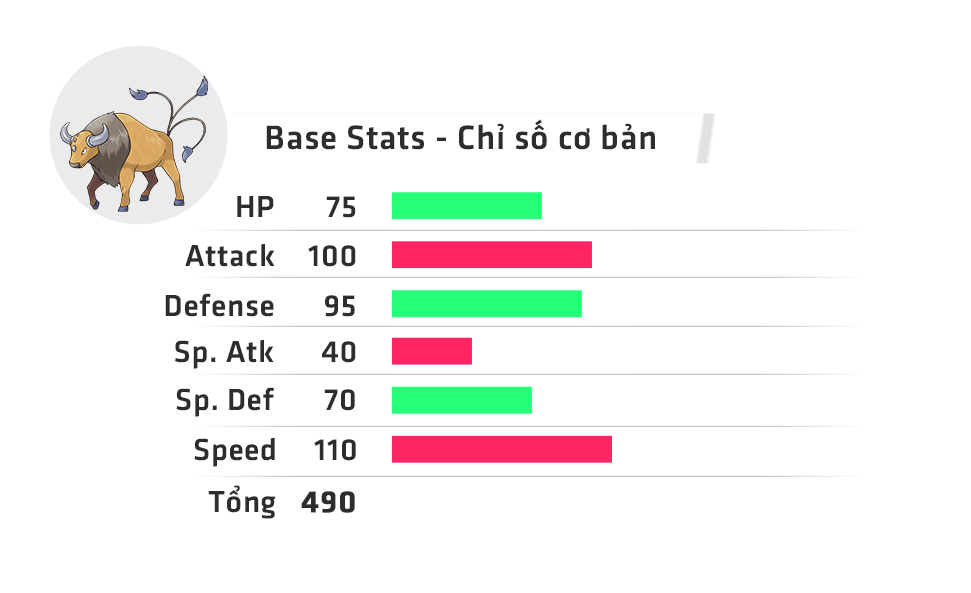 Base Stats - Chỉ số cơ bản
HP 75
Attack 100
Defense 95
Sp. Atk 40
Sp. Def 70
Speed 110
Tổng 490